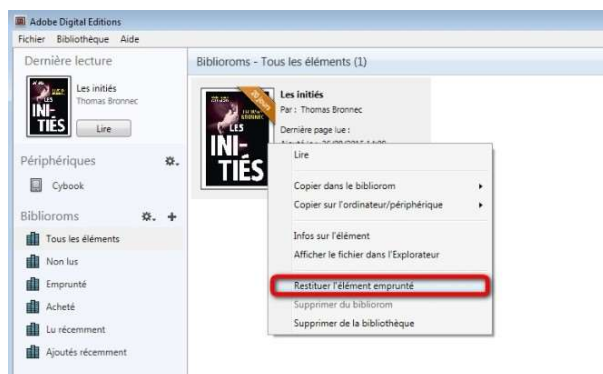 Adobe Digital Editions
Fichier Bibliothèque Aide
Dernière lecture
LES
INI-
TIÉS
Les initiés
Thomas Bronnec
Lire
Périphériques
Cybook
Biblioroms
Tous les éléments
Non lus
Emprunté
Acheté
Lu récemment
Ajoutés récemment
Biblioroms - Tous les éléments (1)
20 jours
LES
INI-
TIÉS
Les initiés
Par : Thomas Bronnec
Dernière page lue :
Lire
Copier dans le bibliorom
Copier sur l'ordinateur/périphérique
Infos sur l'élément
Afficher le fichier dans l'Explorateur
Restituer l'élément emprunté
Supprimer du bibliorom
Supprimer de la bibliothèque